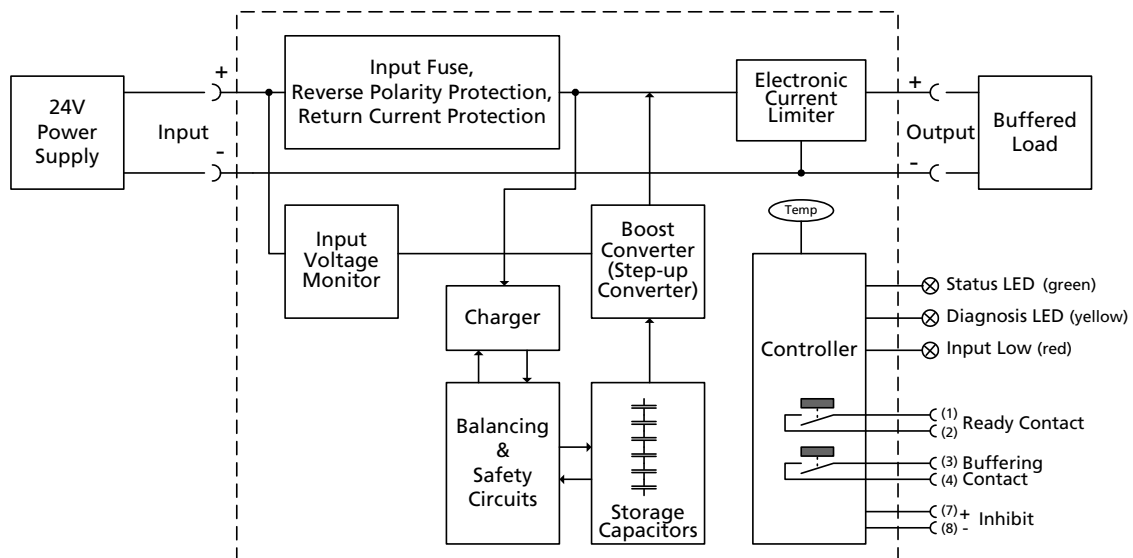 24V
Power
Supply
+
Input
-
Input Fuse,
Reverse Polarity Protection,
Return Current Protection
Electronic
Current
Limiter
+
Output
-
Buffered
Load
Input
Voltage
Monitor
Boost
Converter
(Step-up
Converter)
Charger
Balancing
&
Safety
Circuits
Storage
Capacitors
Temp
Controller
Status LED (green)
Diagnosis LED (yellow)
Input Low (red)
(1)
(2)
Ready Contact
(3) Buffering
(4) Contact
(7) +
(8) -
Inhibit